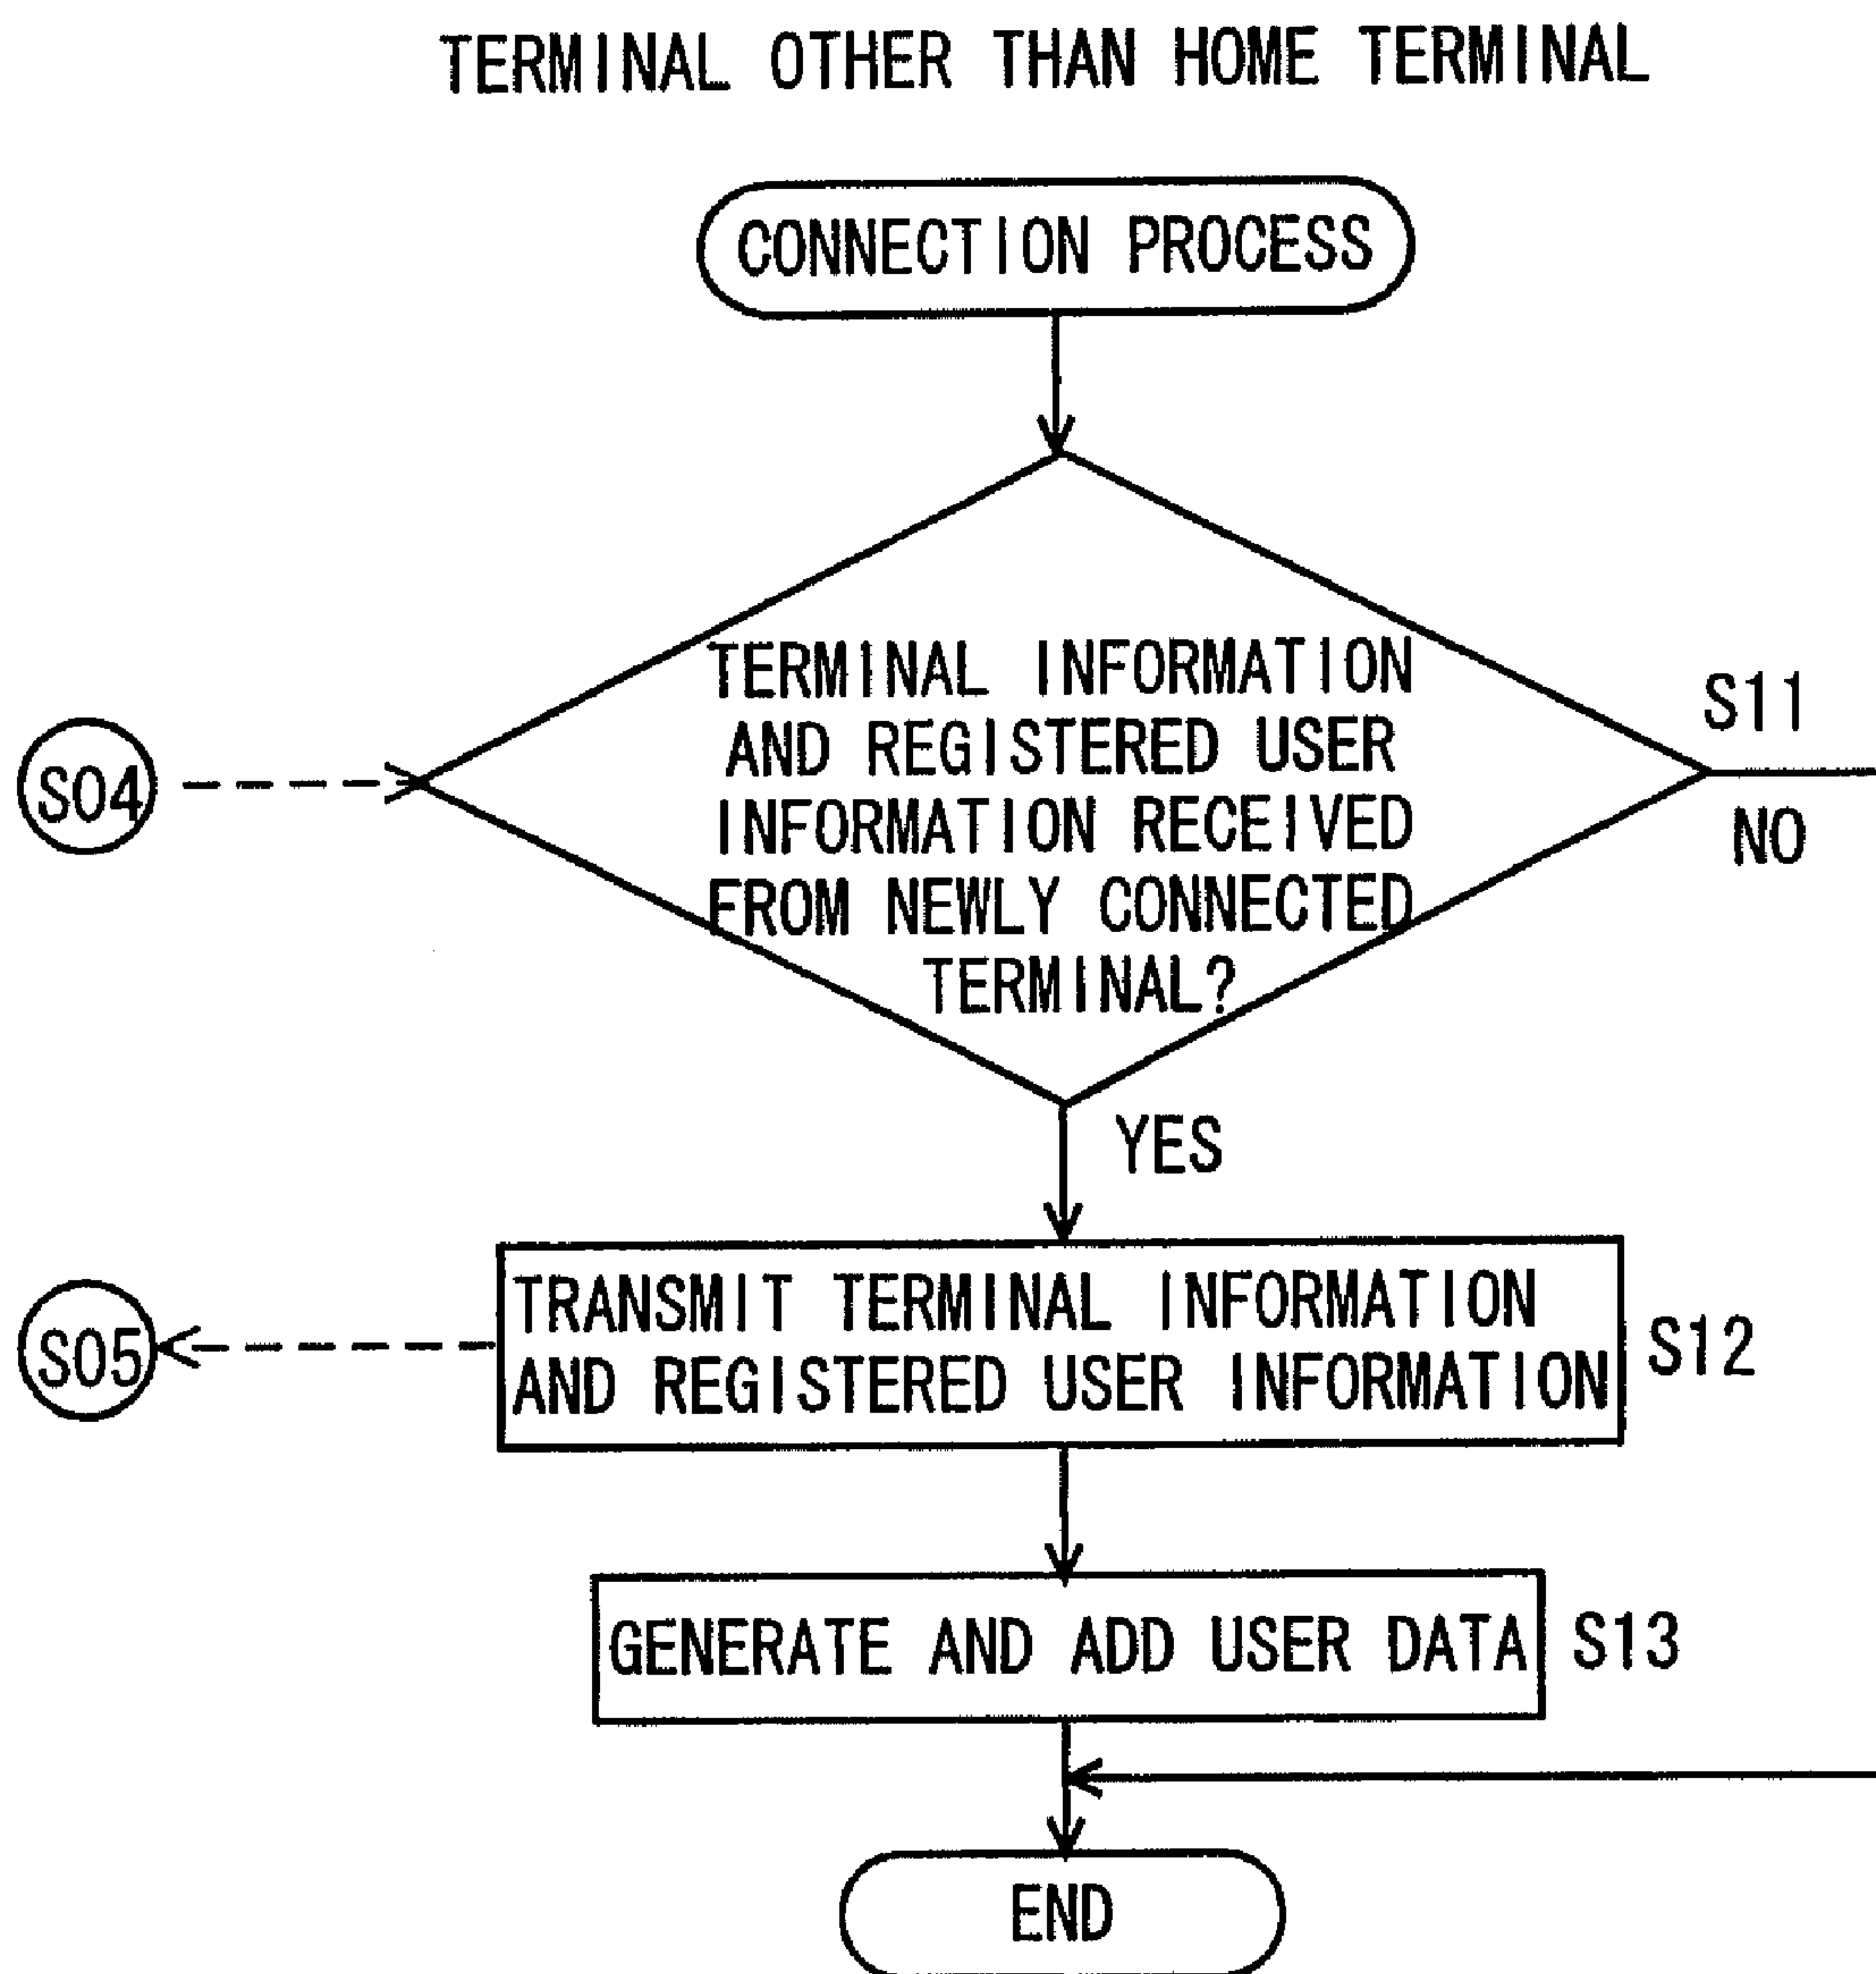 TERMINAL OTHER THAN HOME TERMINAL
CONNECTION PROCESS
TERMINAL INFORMATION
AND REGISTERED USER
INFORMATION RECEIVED
FROM NEWLY CONNECTED
TERMINAL?
S11
NO
S04
YES
TRANSMIT TERMINAL INFORMATION
AND REGISTERED USER INFORMATION
S12
S05
GENERATE AND ADD USER DATA
S13
END